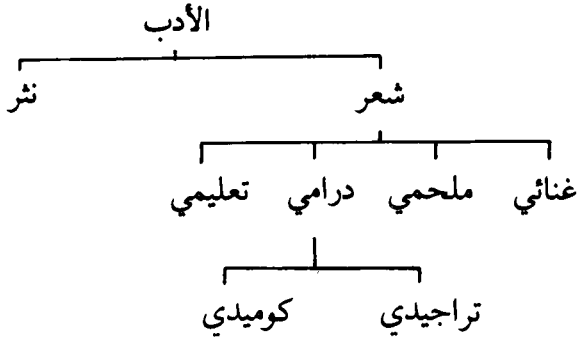 الأدب
شعر نثر
غنائي ملحمي درامي تعليمي
تراجيدي كوميدي